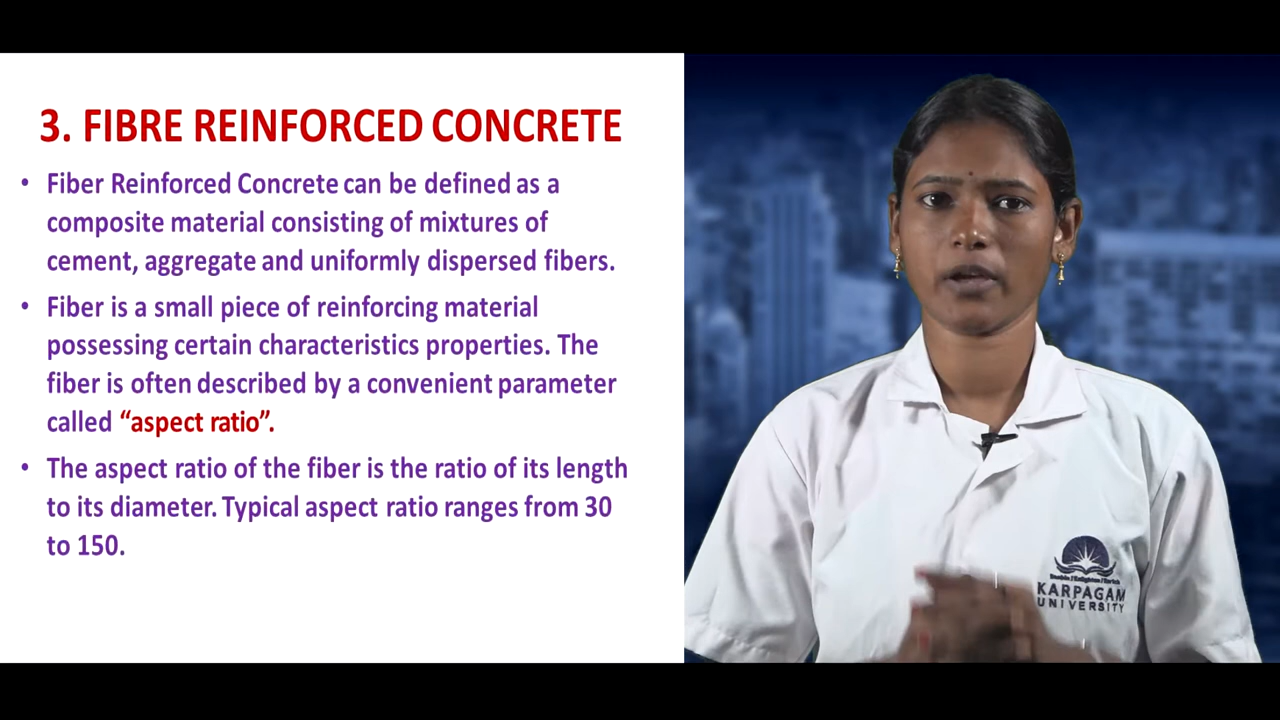 3. FIBRE REINFORCED CONCRETE
• Fiber Reinforced Concrete can be defined as a
composite material consisting of mixtures of
cement, aggregate and uniformly dispersed fibers.
• Fiber is a small piece of reinforcing material
possessing certain characteristics properties. The
fiber is often described by a convenient parameter
called “aspect ratio”.
• The aspect ratio of the fiber is the ratio of its length
to its diameter. Typical aspect ratio ranges from 30
to 150.
KARPAGAM
UNIVERSITY